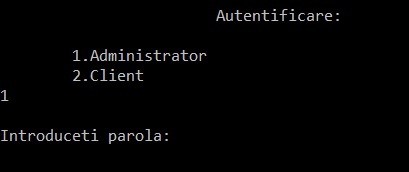 Autentificare:
1.Administrator
2.Client
1
Introduceti parola: